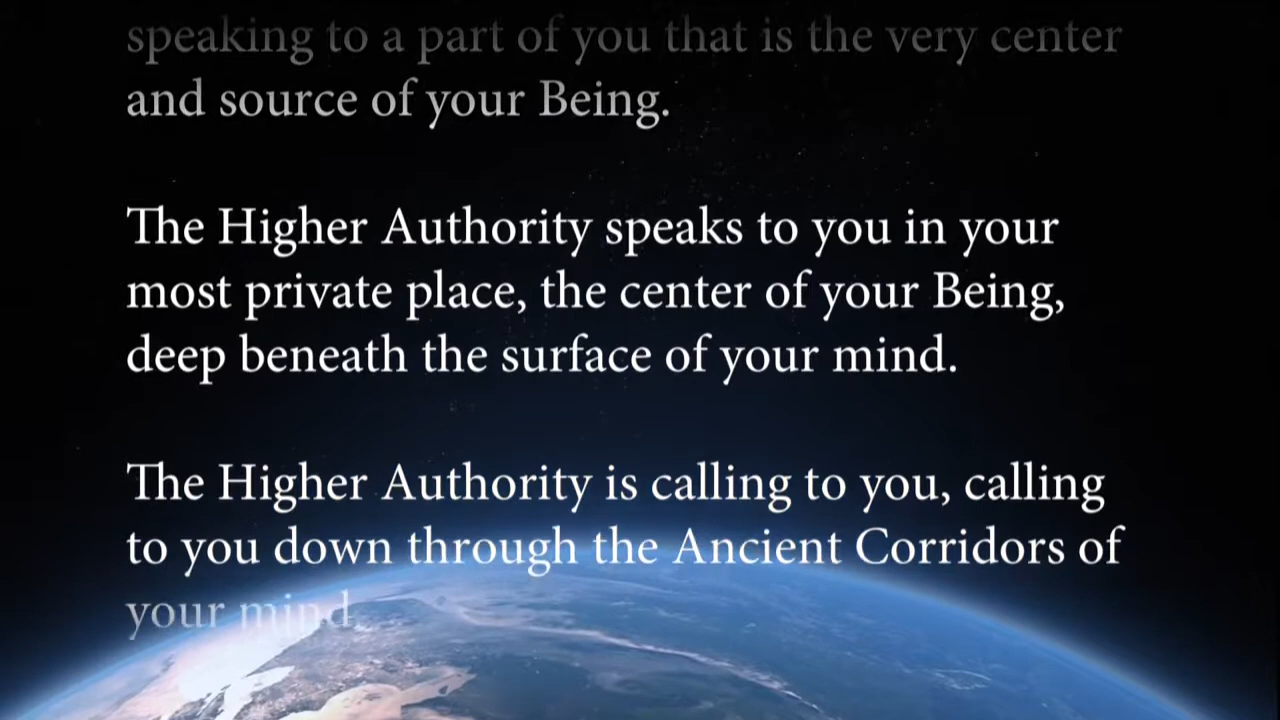 speaking to a part of you that is the very center
and source of your Being.
The Higher Authority speaks to you in your
most private place, the center of your Being,
deep beneath the surface of your mind.
The Higher Authority is calling to you, calling
to you down through the Ancient Corridors of
your mind.